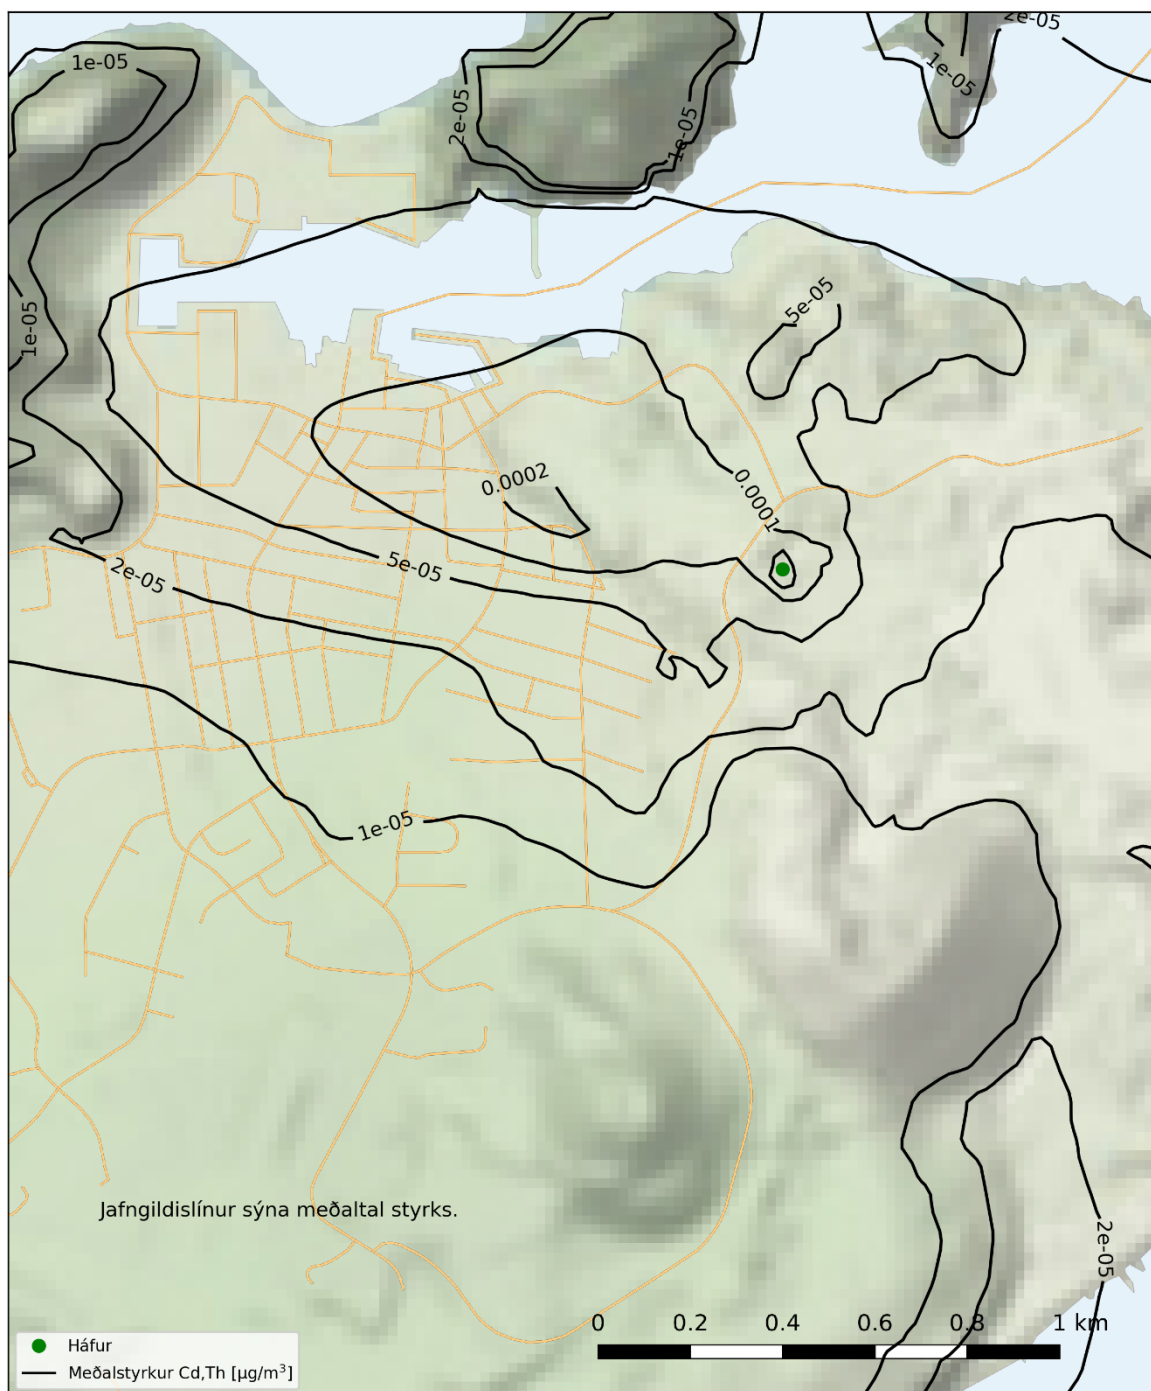 2e-05
1e-05
1e-05
2e-05
1e-05
5e-05
1e-05
0.0002
0.0001
5e-05
2e-05
1e-05
Jafngildislínur sýna meðaltal styrks.
2e-05
0 0.2 0.4 0.6 0.8 1 km
Háfur
Meðalstyrkur Cd,Th [µg/m³]